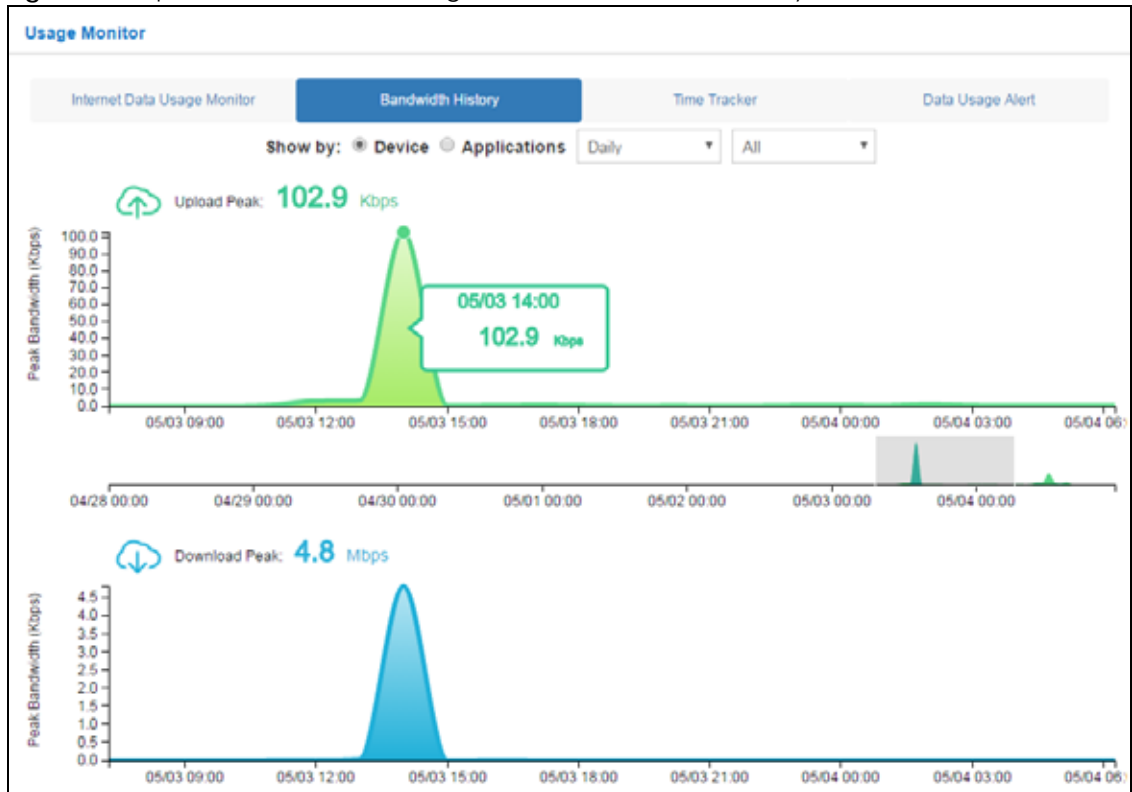 Usage Monitor
Internet Data Usage Monitor Bandwidth History Time Tracker Data Usage Alert
Show by: Device Applications Daily All
Upload Peak: 102.9 Kbps
Peak Bandwidth (Kbps)
100.0
90.0
80.0
70.0
60.0
50.0
40.0
30.0
20.0
10.0
0.0
05/03 14:00
102.9 Kbps
05/03 09:00 05/03 12:00 05/03 15:00 05/03 18:00 05/03 21:00 05/04 00:00 05/04 03:00 05/04 06:
04/28 00:00 04/29 00:00 04/30 00:00 05/01 00:00 05/02 00:00 05/03 00:00 05/04 00:00
Download Peak: 4.8 Mbps
Peak Bandwidth (Kbps)
4.5
4.0
3.5
3.0
2.5
2.0
1.5
1.0
0.5
0.0
05/03 09:00 05/03 12:00 05/03 15:00 05/03 18:00 05/03 21:00 05/04 00:00 05/04 03:00 05/04 06: